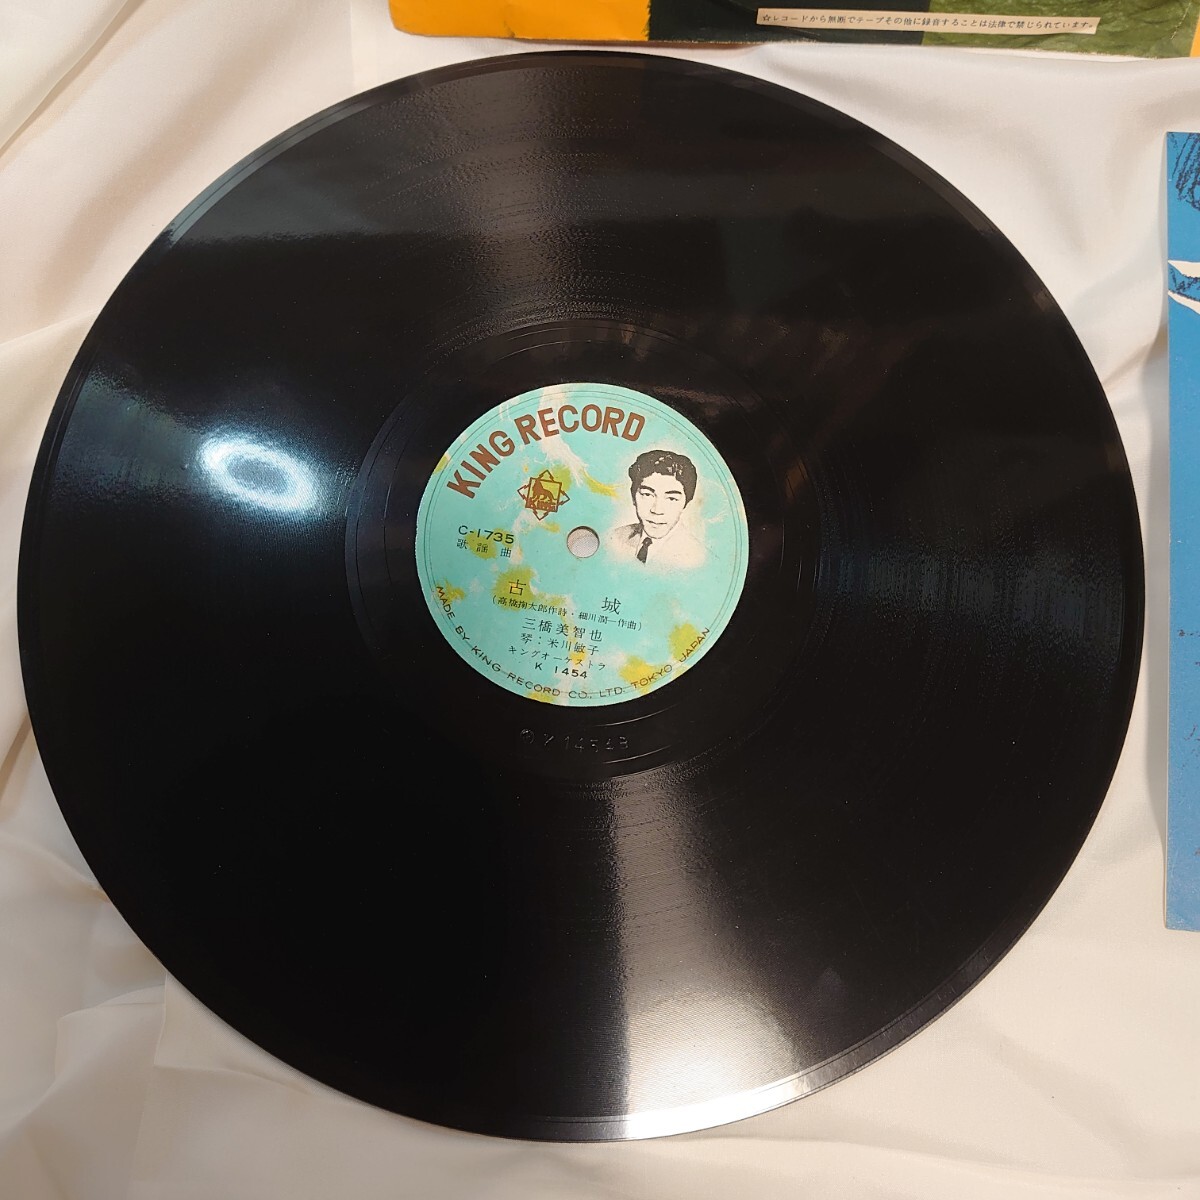 ☆レコードから無断でテープその他に録音することは法律で禁じられています。
KING RECORD
C-1735
歌謡曲
古城
(高橋掬太郎作詩・細川潤一作曲)
三橋美智也
琴:米川敏子
キングオーケストラ
K 1454
MADE BY KING RECORD CO., LTD. TOKYO JAPAN